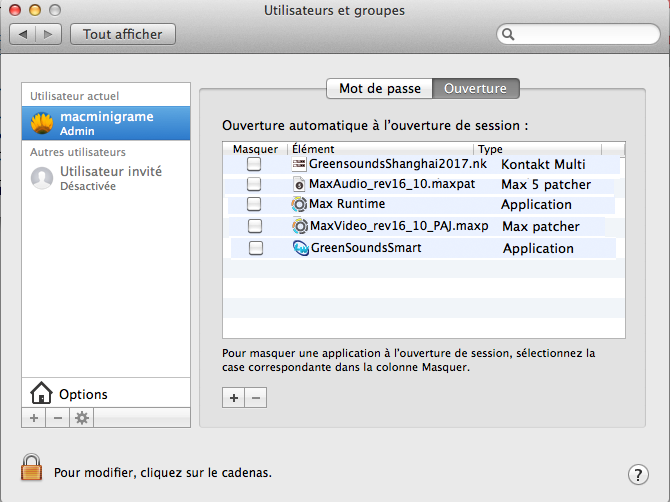 Utilisateurs et groupes
Tout afficher
Utilisateur actuel
macminigrame
Admin
Autres utilisateurs
Utilisateur invité
Désactivée
Options
+ −
Mot de passe Ouverture
Ouverture automatique à l'ouverture de session :
Masquer Élément Type
GreensoundsShanghai2017.nk Kontakt Multi
MaxAudio_rev16_10.maxpat Max 5 patcher
Max Runtime Application
MaxVideo_rev16_10_PAJ.maxp Max patcher
GreenSoundsSmart Application
Pour masquer une application à l'ouverture de session, sélectionnez la
case correspondante dans la colonne Masquer.
+ −
Pour modifier, cliquez sur le cadenas.
?